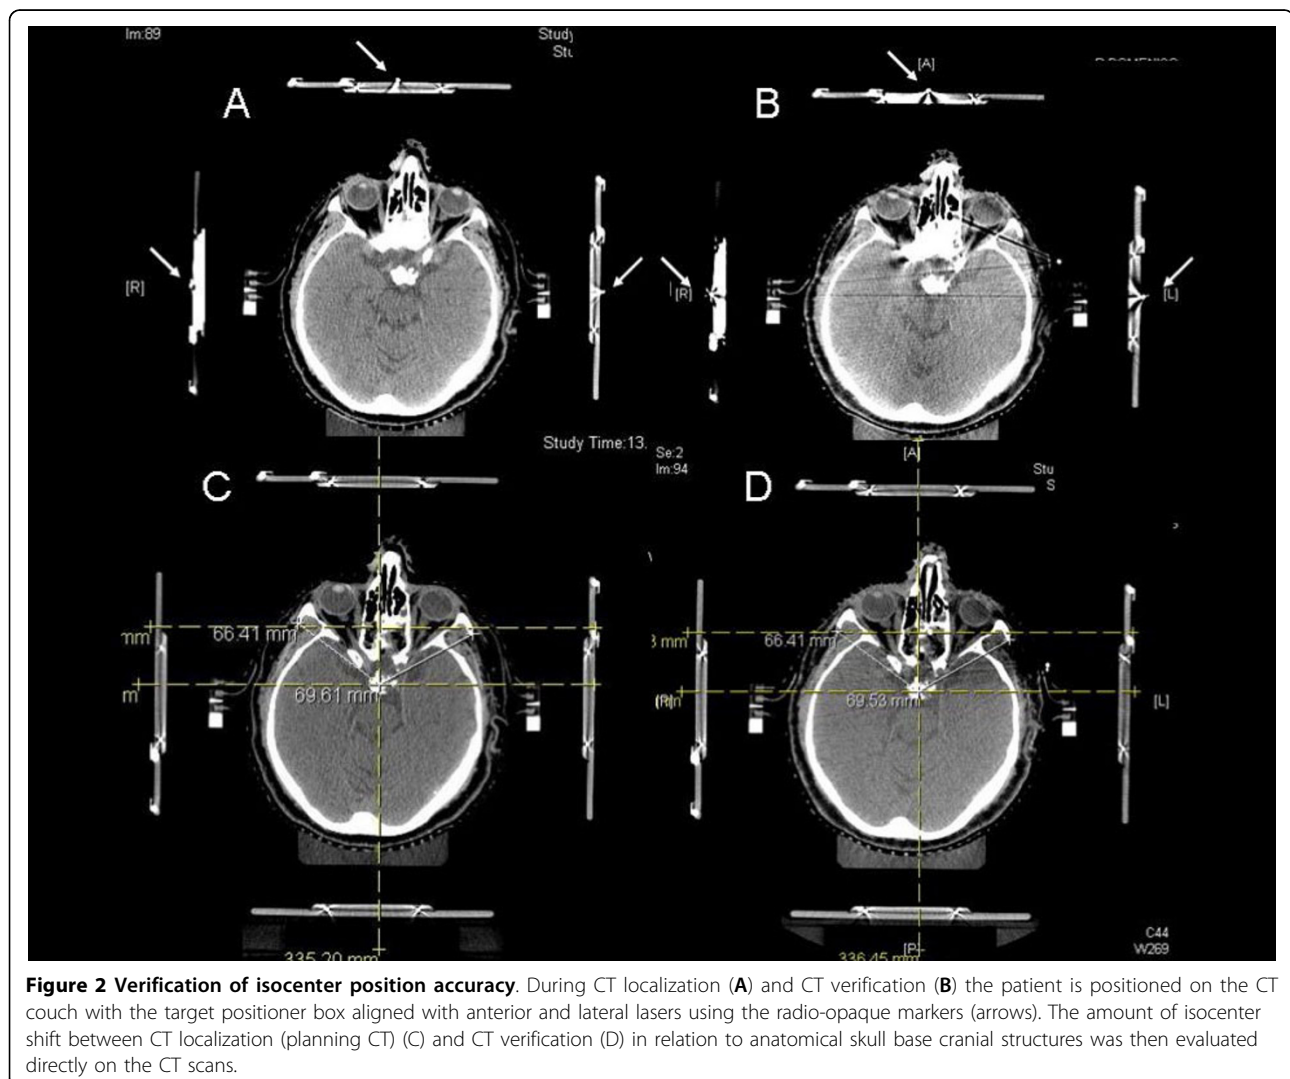 Im:89
Study
Stu
A
[R]
B
[A]
[R]
[L]
Study Time:13.
C
66.41 mm
mm
69.61 mm
m
335.20 mm
Se:2
Im:94
[A]
Stu
S
D
66.41 mm
3 mm
69.53 mm
[L]
[P]
336.45 mm
C44
W269
Figure 2 Verification of isocenter position accuracy. During CT localization (A) and CT verification (B) the patient is positioned on the CT
couch with the target positioner box aligned with anterior and lateral lasers using the radio-opaque markers (arrows). The amount of isocenter
shift between CT localization (planning CT) (C) and CT verification (D) in relation to anatomical skull base cranial structures was then evaluated
directly on the CT scans.